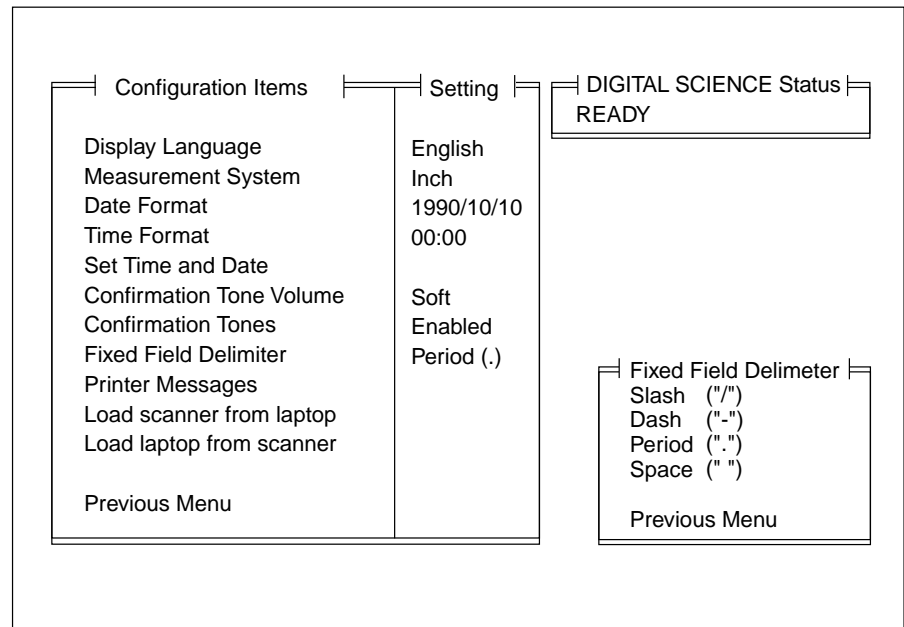 Configuration Items Setting DIGITAL SCIENCE Status
READY
Display Language English
Measurement System Inch
Date Format 1990/10/10
Time Format 00:00
Set Time and Date
Confirmation Tone Volume Soft
Confirmation Tones Enabled
Fixed Field Delimiter Period (.)
Printer Messages
Load scanner from laptop
Load laptop from scanner
Previous Menu
Fixed Field Delimeter
Slash ("/")
Dash ("-")
Period (".")
Space (" ")
Previous Menu